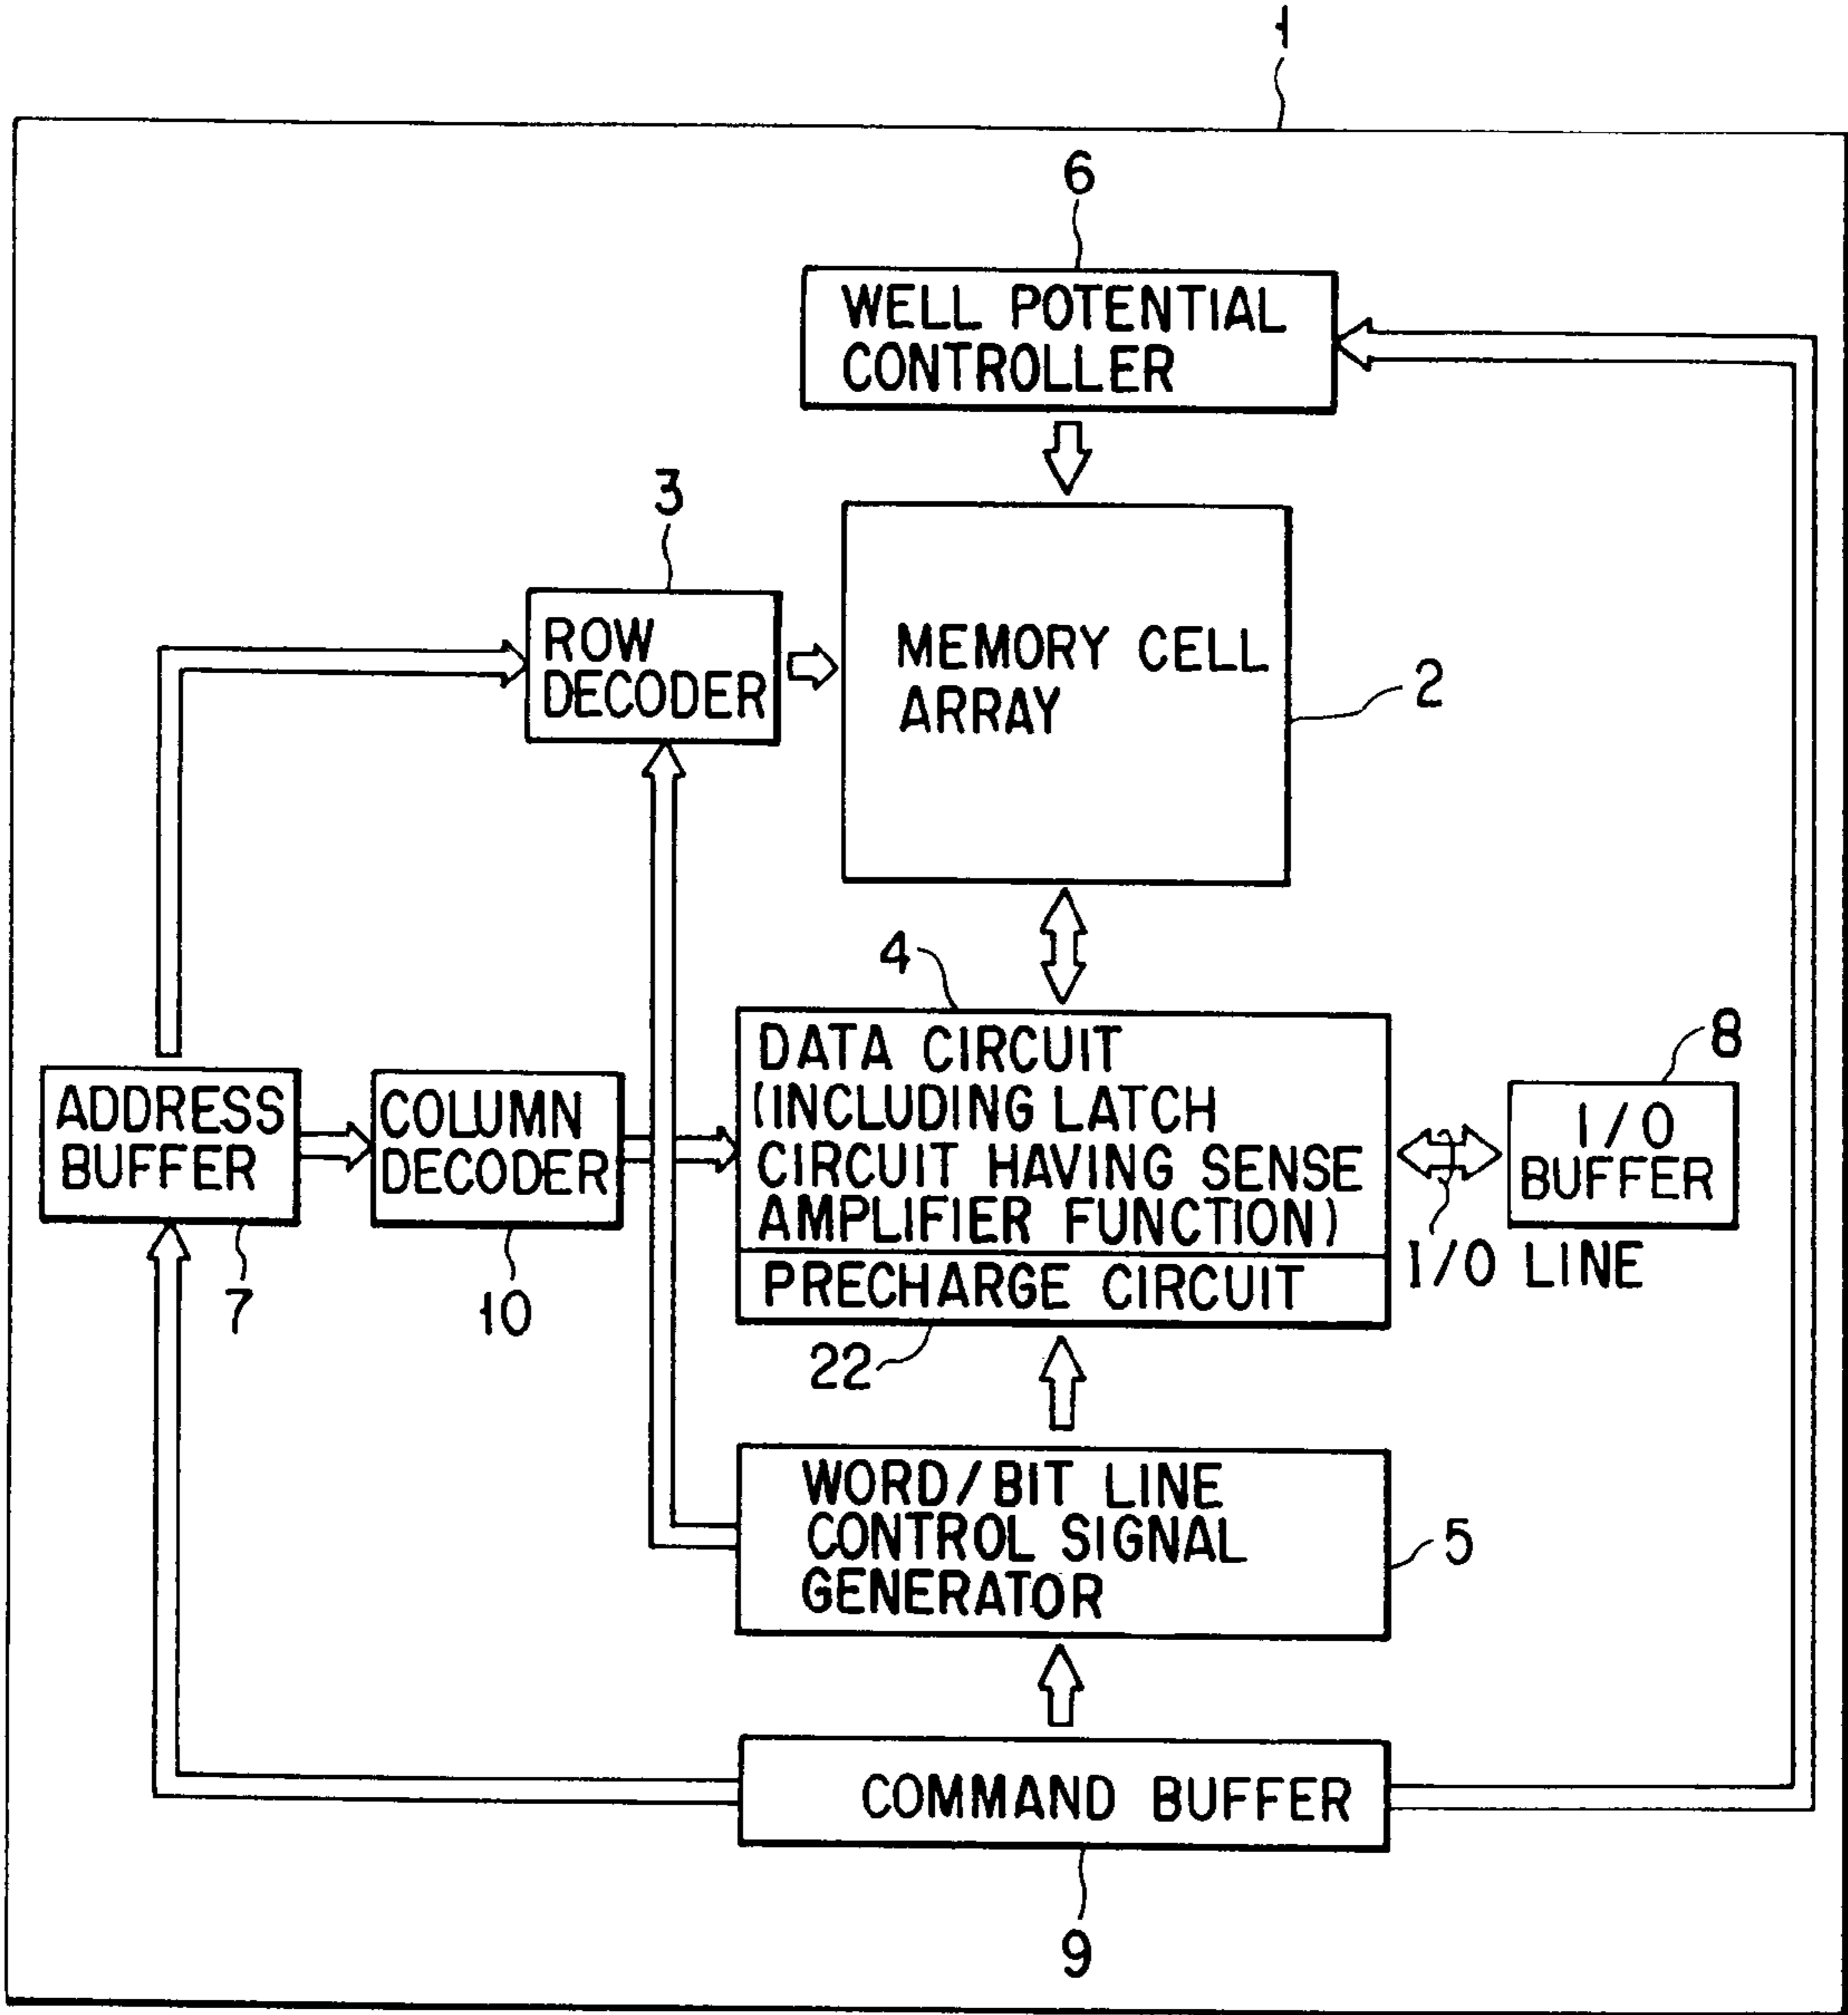 1
6
WELL POTENTIAL
CONTROLLER
3
ROW
DECODER
MEMORY CELL
ARRAY
2
4
DATA CIRCUIT
(INCLUDING LATCH
CIRCUIT HAVING SENSE
AMPLIFIER FUNCTION)
PRECHARGE CIRCUIT
22
8
I/O
BUFFER
I/O LINE
ADDRESS
BUFFER
7
COLUMN
DECODER
10
WORD/BIT LINE
CONTROL SIGNAL
GENERATOR
5
COMMAND BUFFER
9